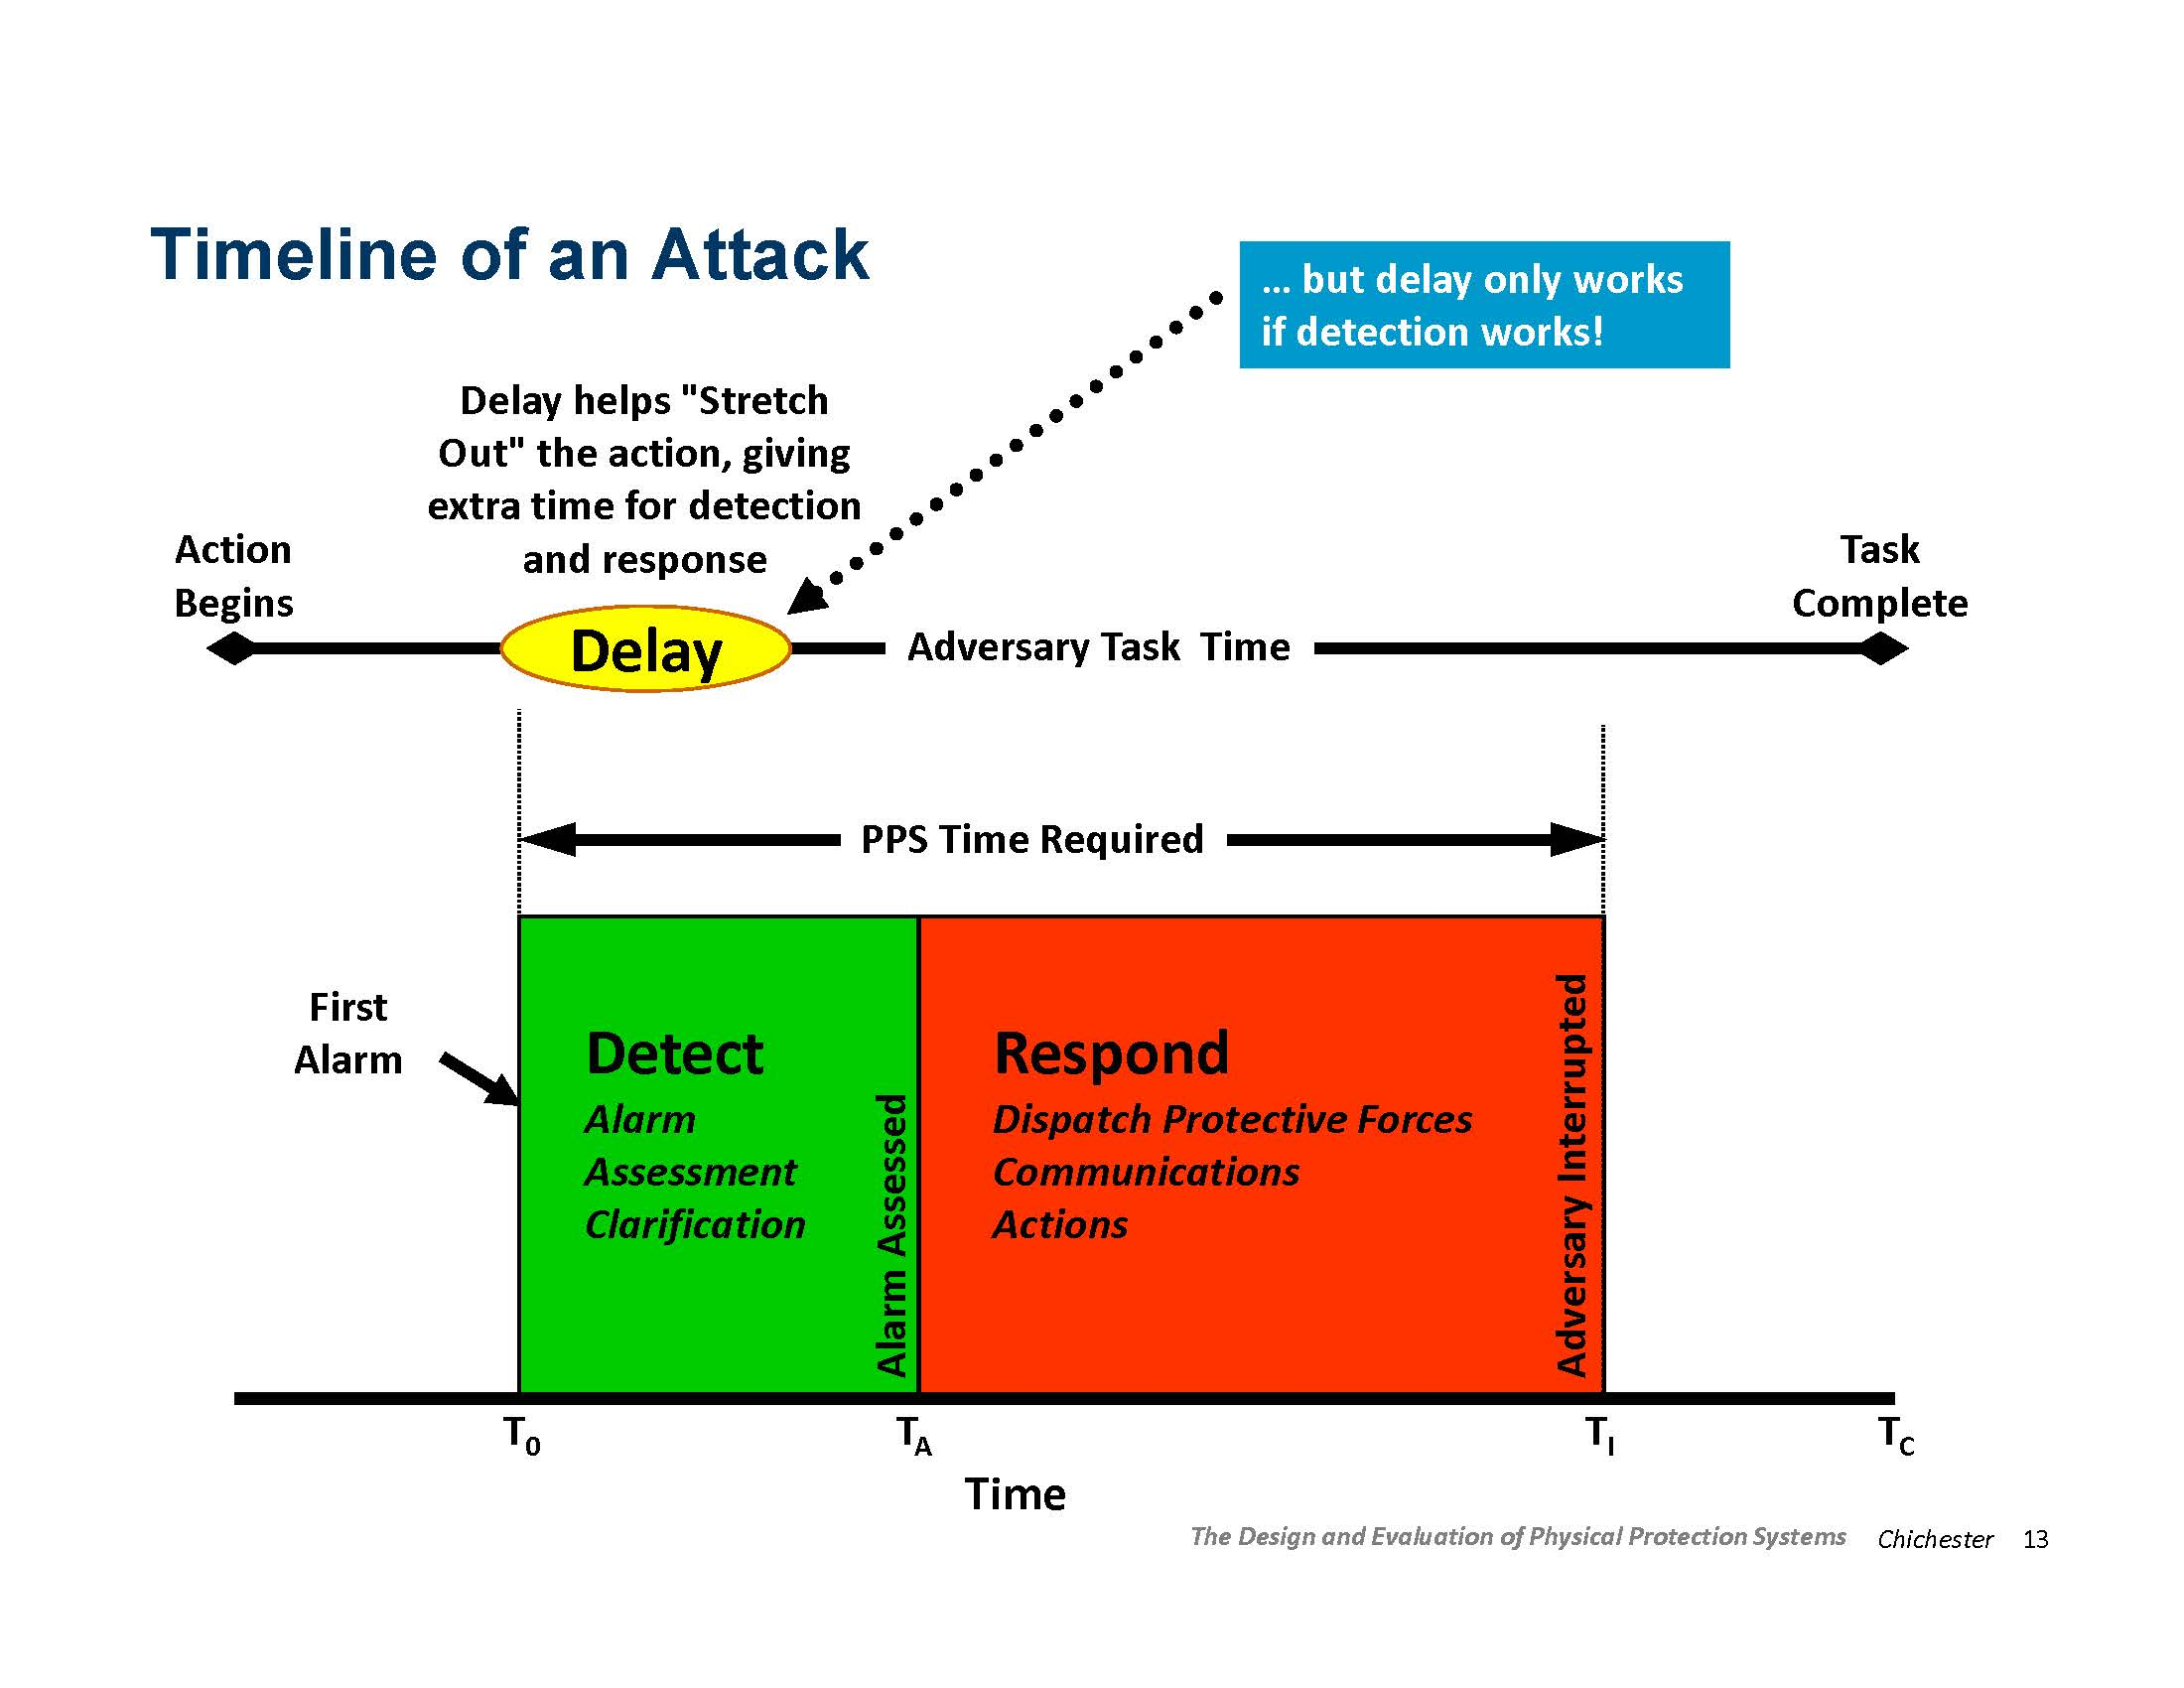 Timeline of an Attack
... but delay only works
if detection works!
Delay helps "Stretch
Out" the action, giving
extra time for detection
and response
Action
Begins
Task
Complete
Delay
Adversary Task Time
PPS Time Required
First
Alarm
Detect
Alarm
Assessment
Clarification
Alarm Assessed
Respond
Dispatch Protective Forces
Communications
Actions
Adversary Interrupted
T0
TA
TI
TC
Time
The Design and Evaluation of Physical Protection Systems Chichester 13